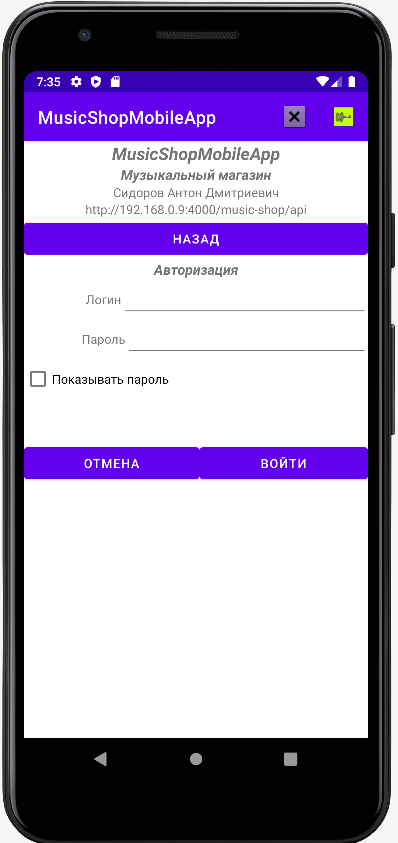 7:35
MusicShopMobileApp
MusicShopMobileApp
Музыкальный магазин
Сидоров Антон Дмитриевич
http://192.168.0.9:4000/music-shop/api
НАЗАД
Авторизация
Логин
Пароль
Показывать пароль
ОТМЕНА ВОЙТИ